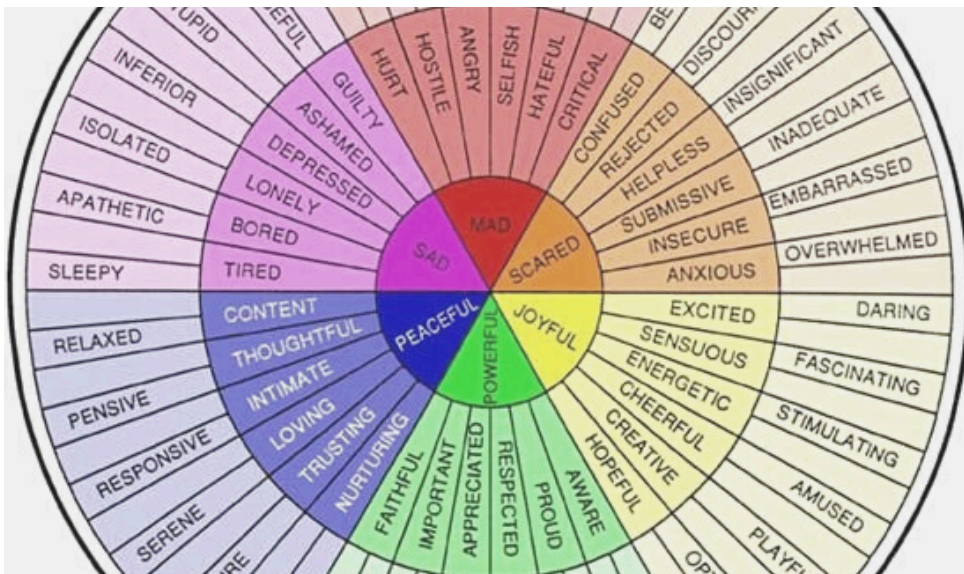 MAD
SCARED
JOYFUL
POWERFUL
PEACEFUL
SAD
HURT
HOSTILE
ANGRY
SELFISH
HATEFUL
CRITICAL
CONFUSED
REJECTED
HELPLESS
SUBMISSIVE
INSECURE
ANXIOUS
EXCITED
SENSUOUS
ENERGETIC
CHEERFUL
CREATIVE
HOPEFUL
AWARE
PROUD
RESPECTED
APPRECIATED
IMPORTANT
FAITHFUL
NURTURING
TRUSTING
LOVING
INTIMATE
THOUGHTFUL
CONTENT
TIRED
BORED
LONELY
DEPRESSED
ASHAMED
GUILTY
INSIGNIFICANT
INADEQUATE
EMBARRASSED
OVERWHELMED
DARING
FASCINATING
STIMULATING
AMUSED
SERENE
RESPONSIVE
PENSIVE
RELAXED
SLEEPY
APATHETIC
ISOLATED
INFERIOR